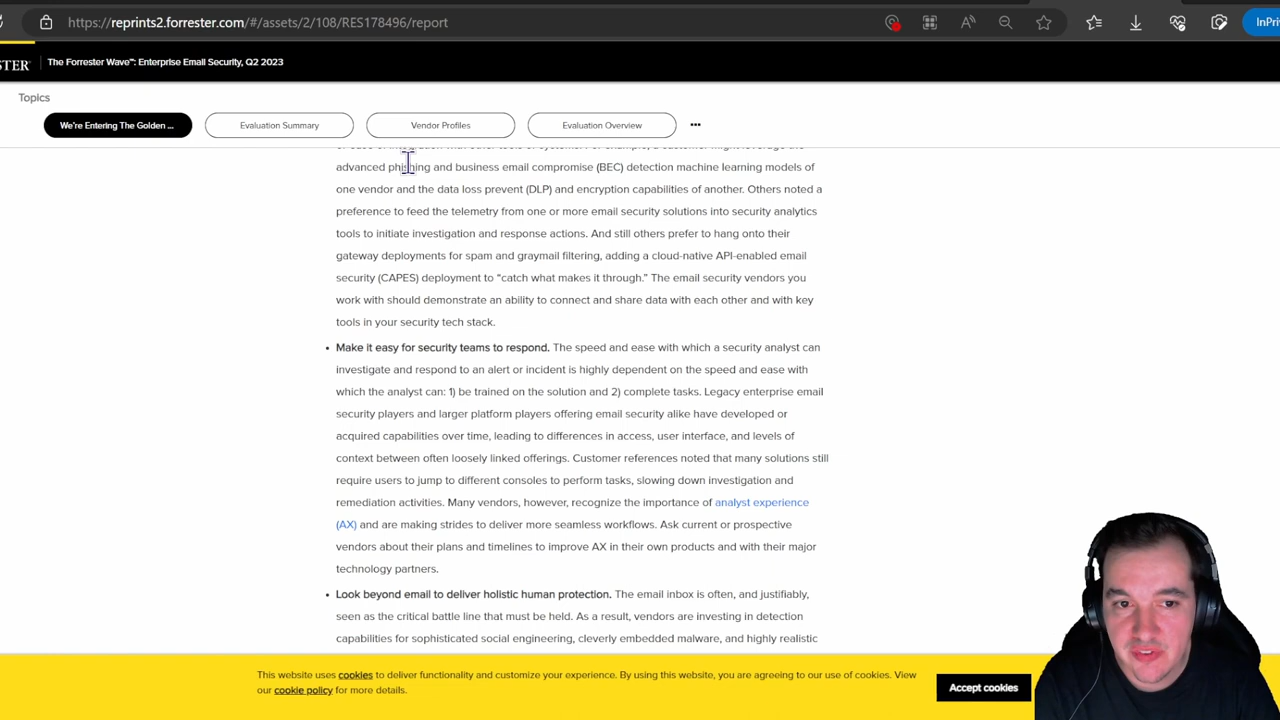 https://reprints2.forrester.com/#/assets/2/108/RES178496/report
InPri
STER®
The Forrester Wave™: Enterprise Email Security, Q2 2023
Topics
We're Entering The Golden ...
Evaluation Summary
Vendor Profiles
Evaluation Overview
...
advanced phishing and business email compromise (BEC) detection machine learning models of
one vendor and the data loss prevent (DLP) and encryption capabilities of another. Others noted a
preference to feed the telemetry from one or more email security solutions into security analytics
tools to initiate investigation and response actions. And still others prefer to hang onto their
gateway deployments for spam and graymail filtering, adding a cloud-native API-enabled email
security (CAPES) deployment to “catch what makes it through.” The email security vendors you
work with should demonstrate an ability to connect and share data with each other and with key
tools in your security tech stack.
• Make it easy for security teams to respond. The speed and ease with which a security analyst can
investigate and respond to an alert or incident is highly dependent on the speed and ease with
which the analyst can: 1) be trained on the solution and 2) complete tasks. Legacy enterprise email
security players and larger platform players offering email security alike have developed or
acquired capabilities over time, leading to differences in access, user interface, and levels of
context between often loosely linked offerings. Customer references noted that many solutions still
require users to jump to different consoles to perform tasks, slowing down investigation and
remediation activities. Many vendors, however, recognize the importance of analyst experience
(AX) and are making strides to deliver more seamless workflows. Ask current or prospective
vendors about their plans and timelines to improve AX in their own products and with their major
technology partners.
• Look beyond email to deliver holistic human protection. The email inbox is often, and justifiably,
seen as the critical battle line that must be held. As a result, vendors are investing in detection
capabilities for sophisticated social engineering, cleverly embedded malware, and highly realistic
This website uses cookies to deliver functionality and customize your experience. By using this website, you are agreeing to our use of cookies. View
our cookie policy for more details.
Accept cookies